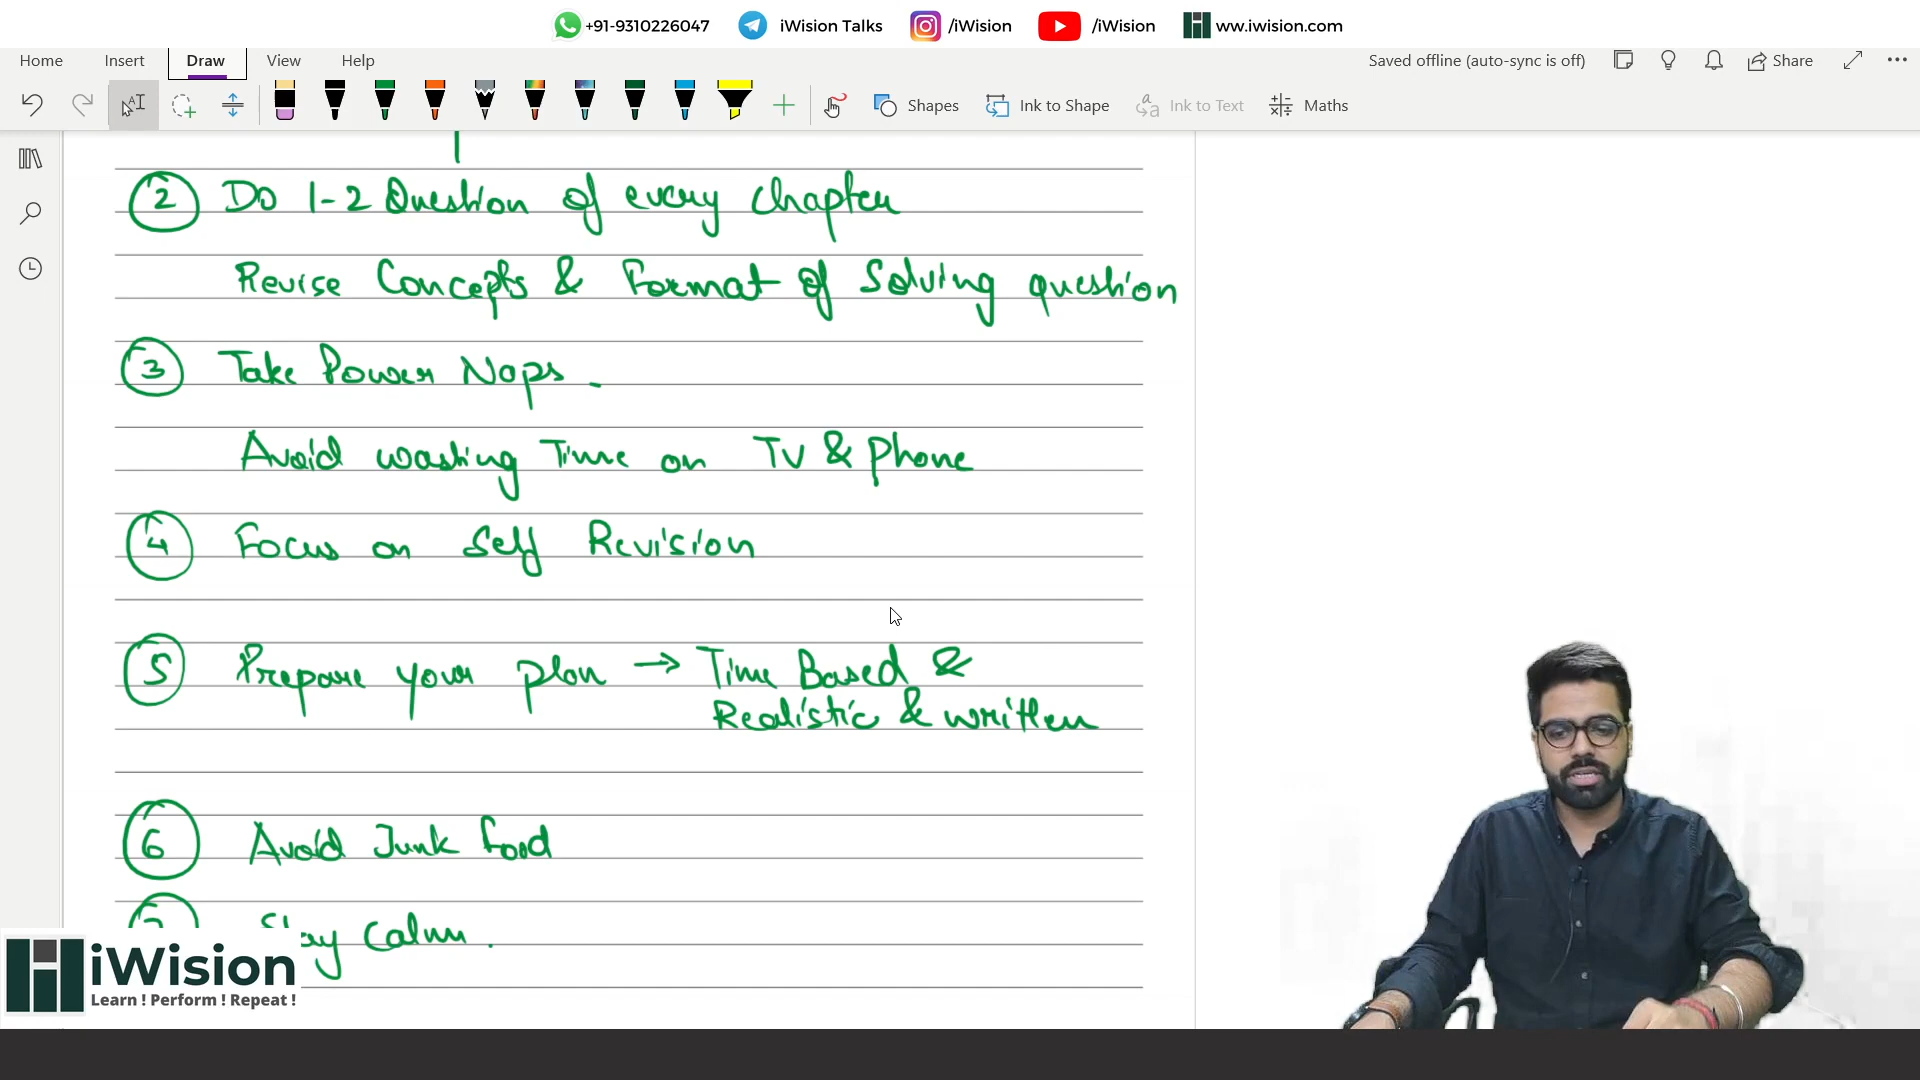 +91-9310226047 iWision Talks /iWision /iWision ww.iwision.com
Home Insert Draw View Help Saved offline (auto-sync is off) Share
Shapes Ink to Shape Ink to Text Maths
2 Do 1-2 Question of every chapter
Revise Concepts & Format of Solving question
3 Take Power Naps.
Avoid wasting Time on TV & phone
4 Focus on Self Revision
5 Prepare your plan → Time Based &
Realistic & written
6 Avoid Junk food
Stay Calm.
iWision
Learn ! Perform ! Repeat !